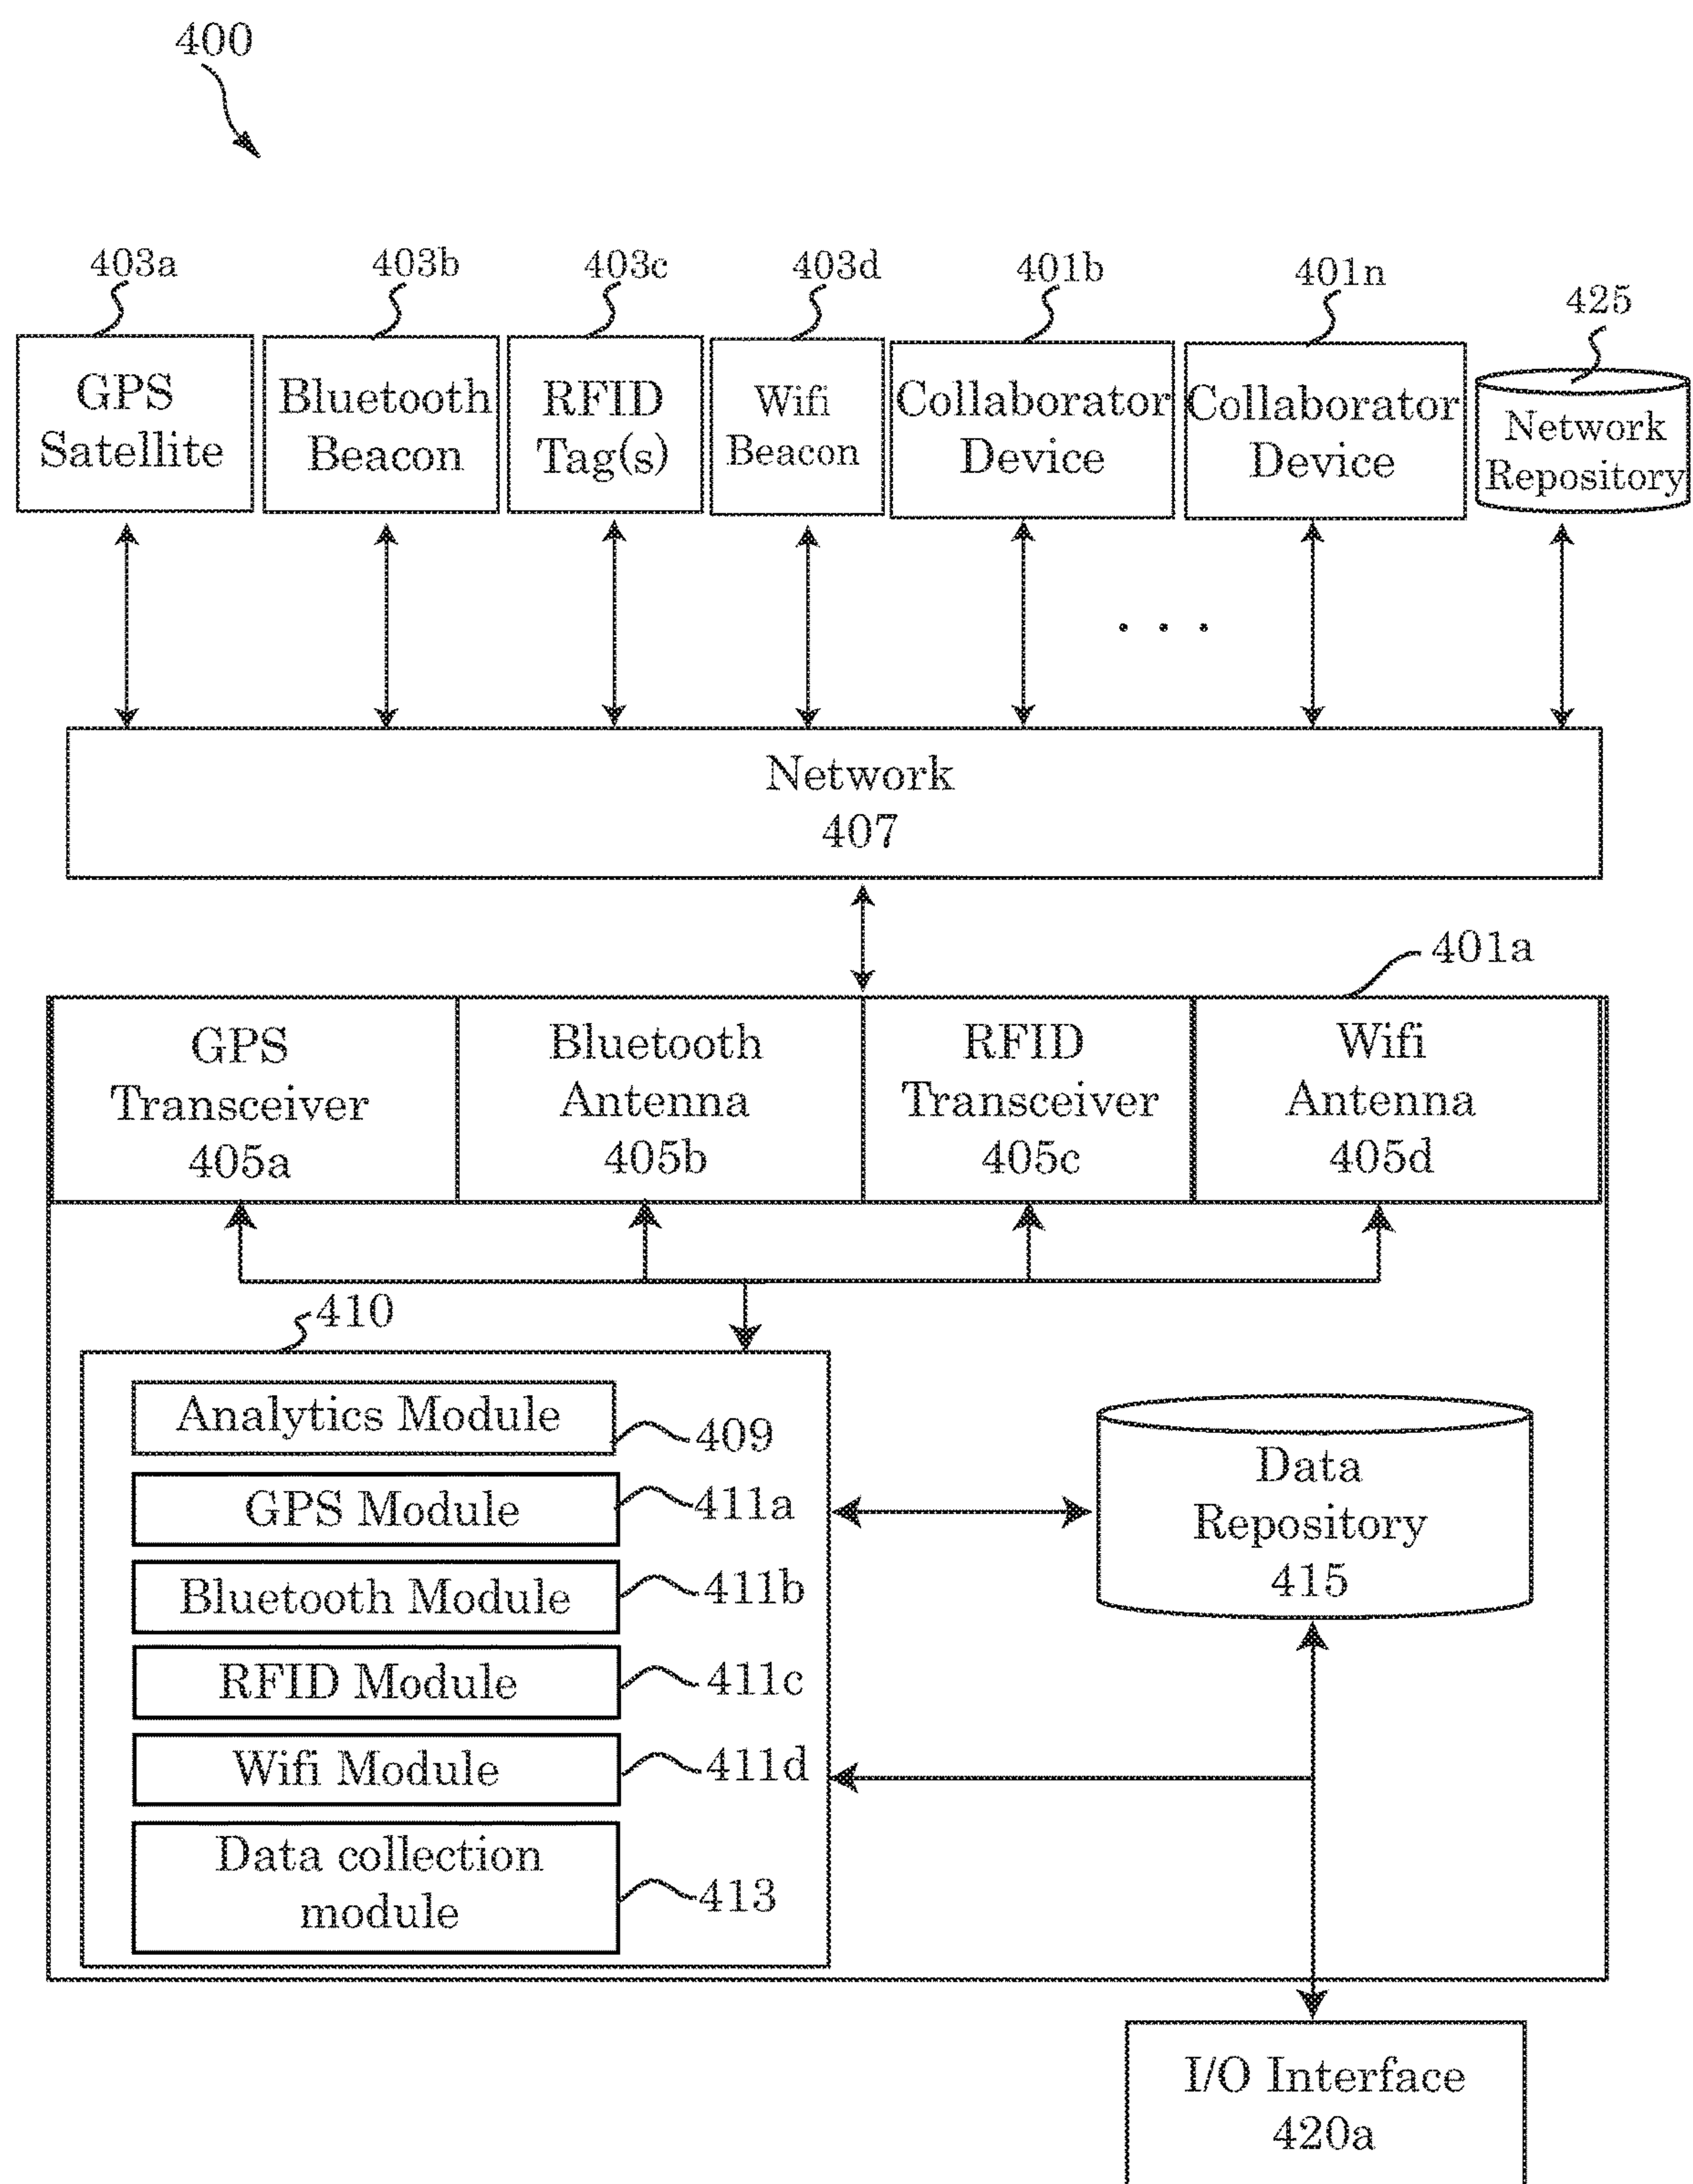 400
403a
403b
403c
403d
401b
401n
425
GPS
Satellite
Bluetooth
Beacon
RFID
Tag(s)
Wifi
Beacon
Collaborator
Device
Collaborator
Device
Network
Repository
. . .
Network
407
401a
GPS
Transceiver
405a
Bluetooth
Antenna
405b
RFID
Transceiver
405c
Wifi
Antenna
405d
410
Analytics Module
409
GPS Module
411a
Bluetooth Module
411b
RFID Module
411c
Wifi Module
411d
Data collection
module
413
Data
Repository
415
I/O Interface
420a